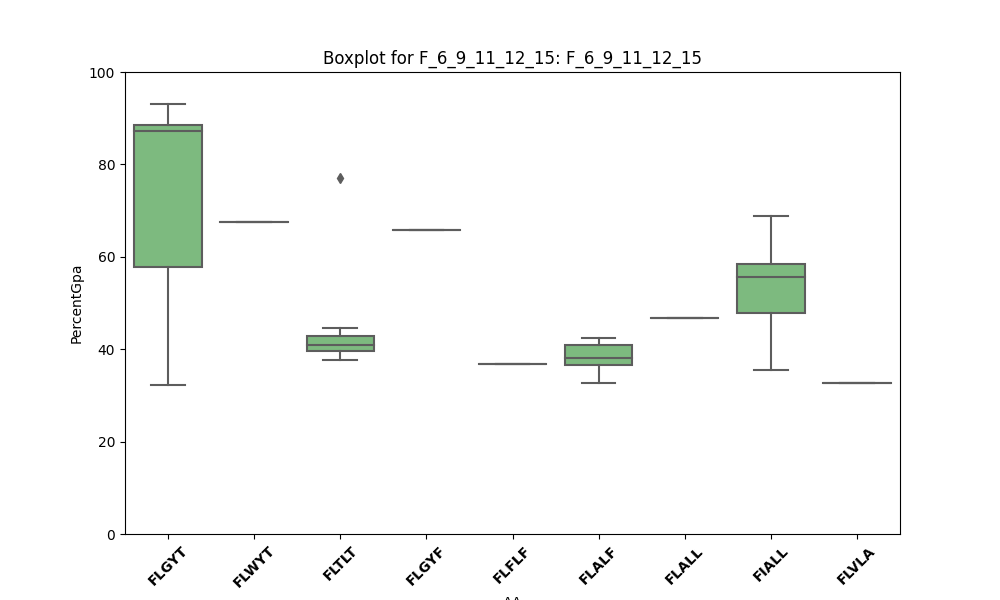 Boxplot for F_6_9_11_12_15: F_6_9_11_12_15
PercentGpa
100
80
60
40
20
0
FLGYT
FLWYT
FLTLT
FLGYF
FLFLF
FLALF
FLALL
FIALL
FLVLA